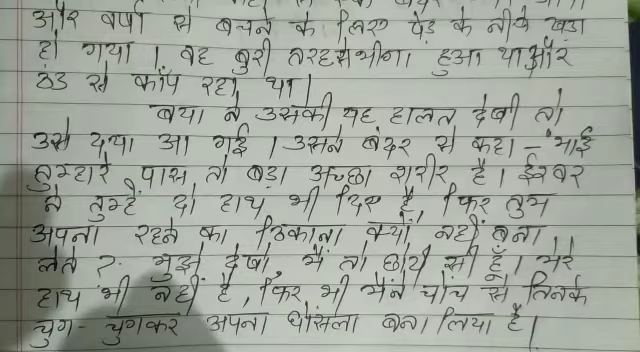 और वर्षा से बचने के लिए पेड़ के नीचे खड़ा
हो गया। वह बुरी तरह से भीगा हुआ था और
ठंड से काँप रहा था।
बया ने उसकी यह हालत देखी तो
उसे दया आ गई। उसने बंदर से कहा - 'भाई
तुम्हारे पास तो बड़ा अच्छा शरीर है। ईश्वर
ने तुम्हें दो हाथ भी दिए है, फिर तुम
अपना रहने का ठिकाना क्यों नहीं बना
लेते? मुझे देखो, मैं तो छोटी सी हूँ। मेरे
हाथ भी नहीं है, फिर भी मैंने चोंच से तिनके
चुग-चुगकर अपना घोंसला बना लिया है।